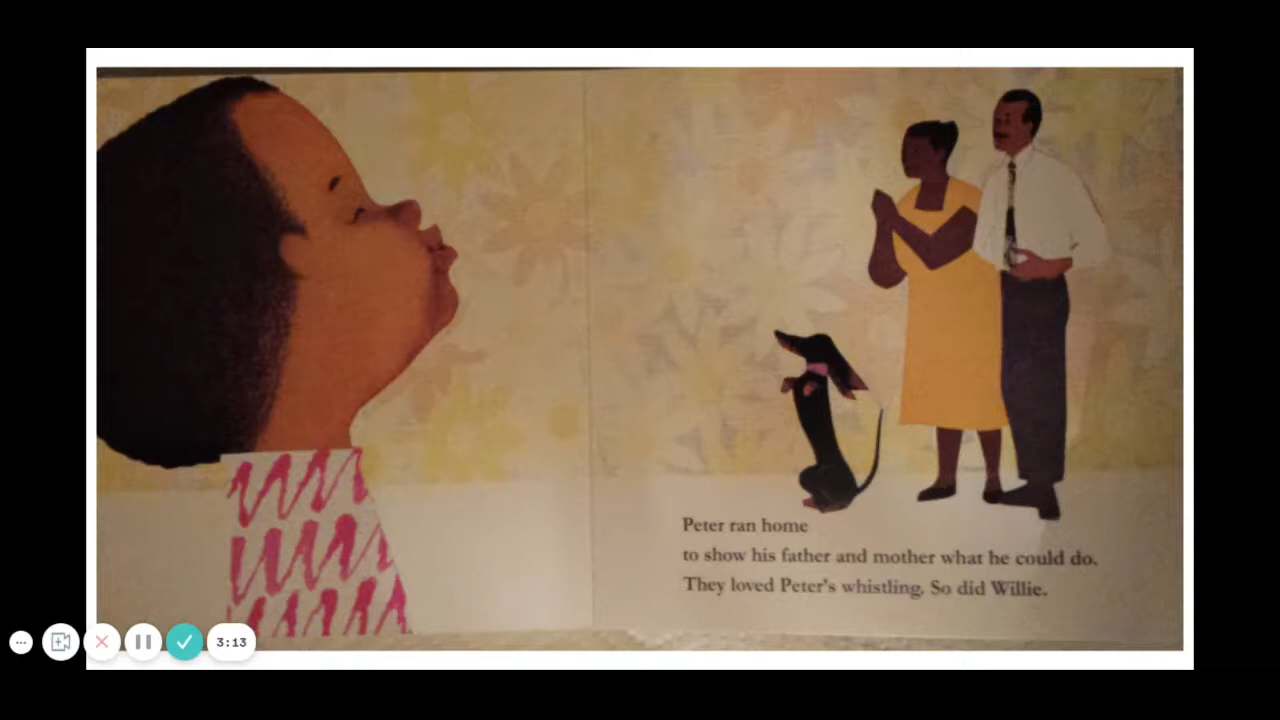 Peter ran home
to show his father and mother what he could do.
They loved Peter's whistling. So did Willie.
3:13